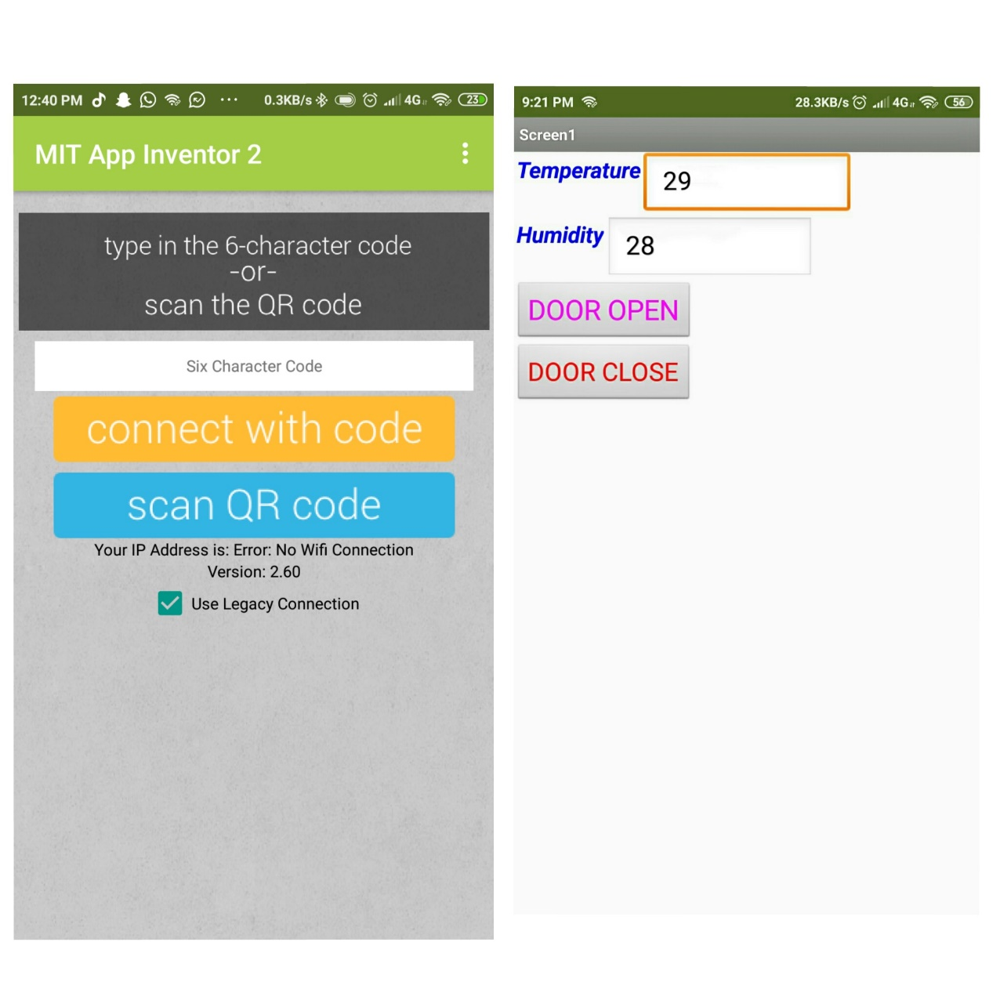 12:40 PM ... 0.3KB/s 4G 23
MIT App Inventor 2
type in the 6-character code
-or-
scan the QR code
Six Character Code
connect with code
scan QR code
Your IP Address is: Error: No Wifi Connection
Version: 2.60
Use Legacy Connection
9:21 PM 28.3KB/s 4G 56
Screen1
Temperature 29
Humidity 28
DOOR OPEN
DOOR CLOSE